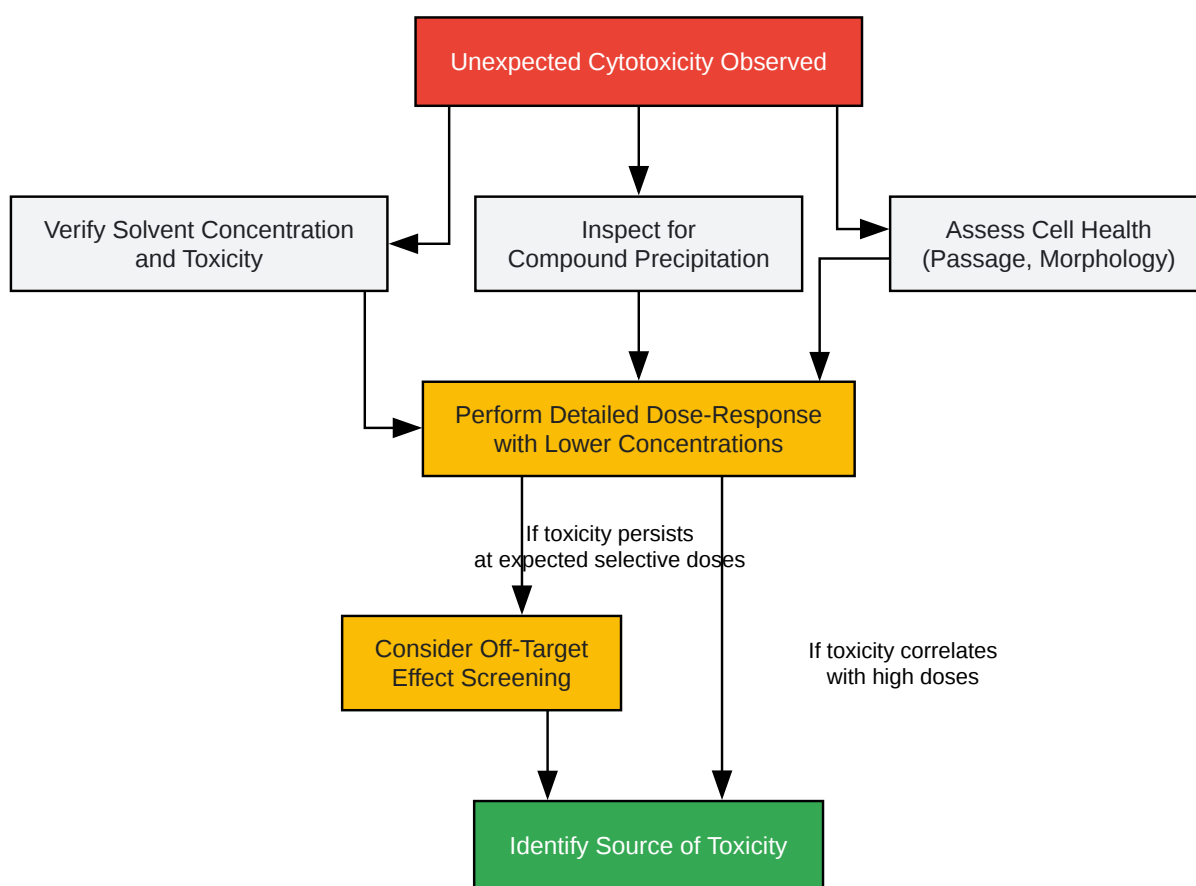 Unexpected Cytotoxicity Observed
Verify Solvent Concentration
and Toxicity
Inspect for
Compound Precipitation
Assess Cell Health
(Passage, Morphology)
Perform Detailed Dose-Response
with Lower Concentrations
If toxicity persists
at expected selective doses
Consider Off-Target
Effect Screening
If toxicity correlates
with high doses
Identify Source of Toxicity